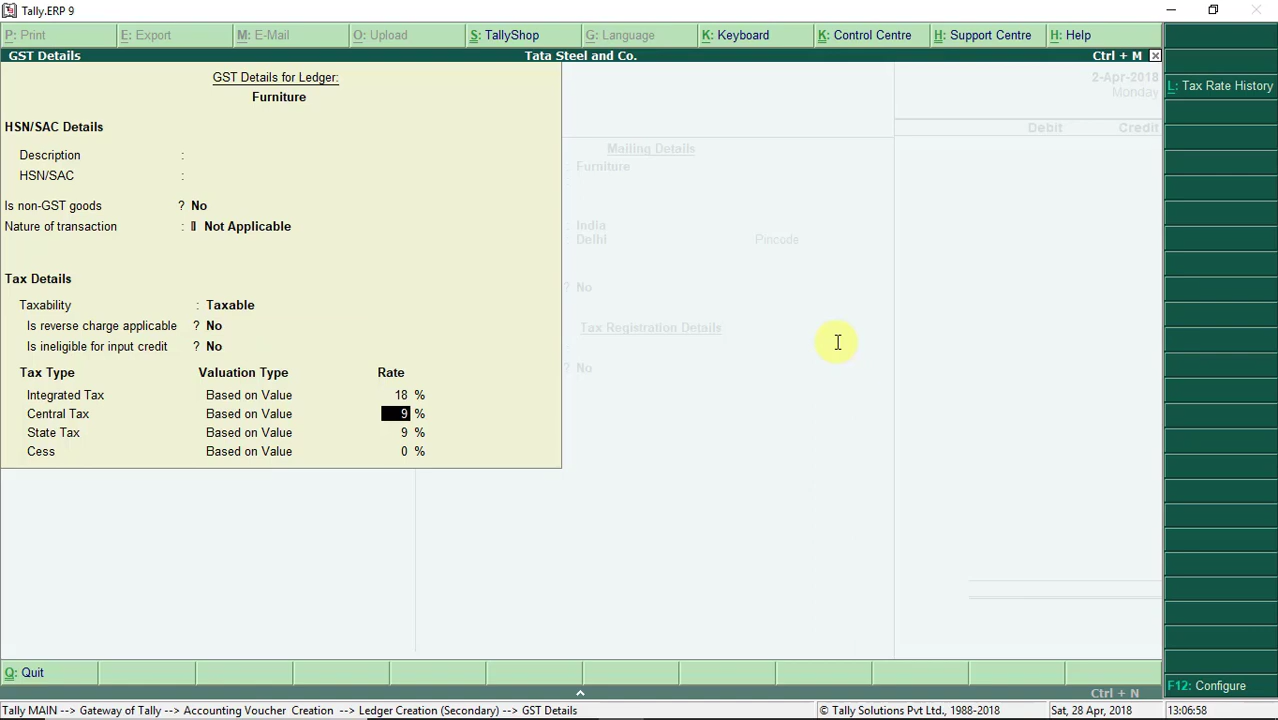 Tally.ERP 9
P: Print E: Export M: E-Mail O: Upload S: TallyShop G: Language K: Keyboard K: Control Centre H: Support Centre H: Help
GST Details Tata Steel and Co. Ctrl + M
GST Details for Ledger:
Furniture
2-Apr-2018
Monday
L: Tax Rate History
HSN/SAC Details
Debit Credit
Mailing Details
Description :
Furniture
HSN/SAC :
Is non-GST goods ? No
Nature of transaction : Not Applicable
India
Delhi Pincode
Tax Details
? No
Taxability : Taxable
Is reverse charge applicable ? No
Tax Registration Details
Is ineligible for input credit ? No
? No
Tax Type Valuation Type Rate
Integrated Tax Based on Value 18 %
Central Tax Based on Value 9 %
State Tax Based on Value 9 %
Cess Based on Value 0 %
Q: Quit
F12: Configure
Ctrl + N
Tally MAIN --> Gateway of Tally --> Accounting Voucher Creation --> Ledger Creation (Secondary) --> GST Details © Tally Solutions Pvt Ltd., 1988-2018 Sat, 28 Apr, 2018 13:06:58